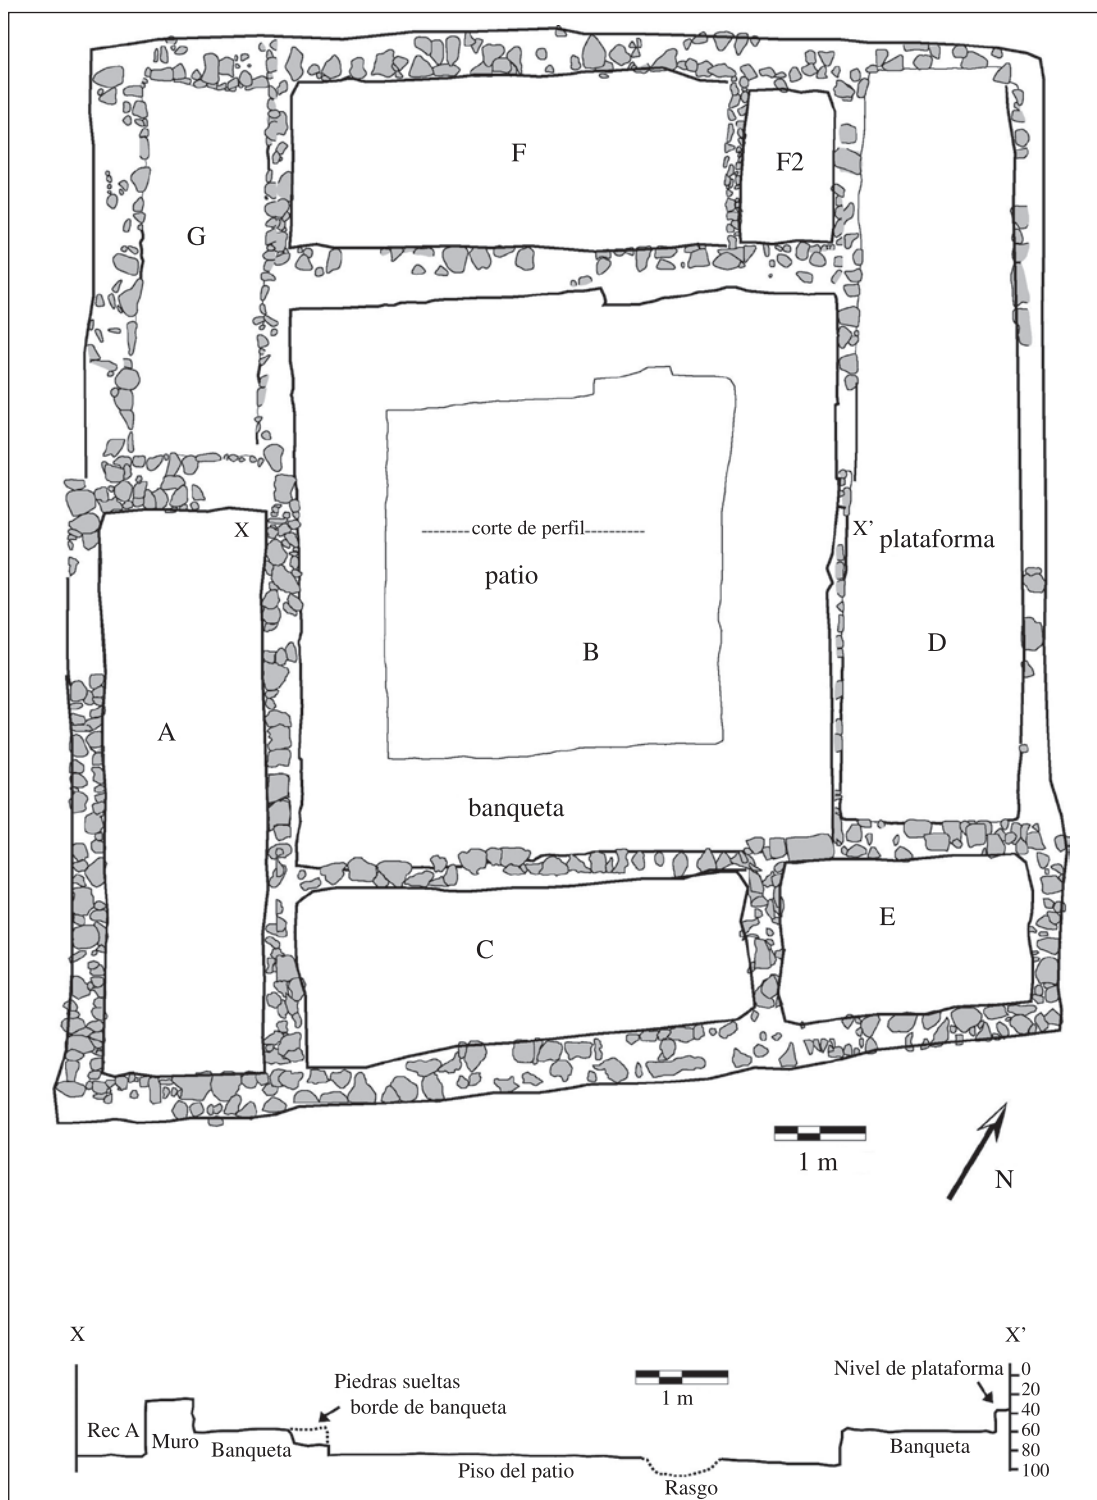 F
F2
G
X
corte de perfil
X'
plataforma
patio
B
D
A
banqueta
E
C
1 m
N
X
X'
Nivel de plataforma
0
20
40
60
80
100
Piedras sueltas
borde de banqueta
1 m
Rec A
Muro
Banqueta
Banqueta
Piso del patio
Rasgo